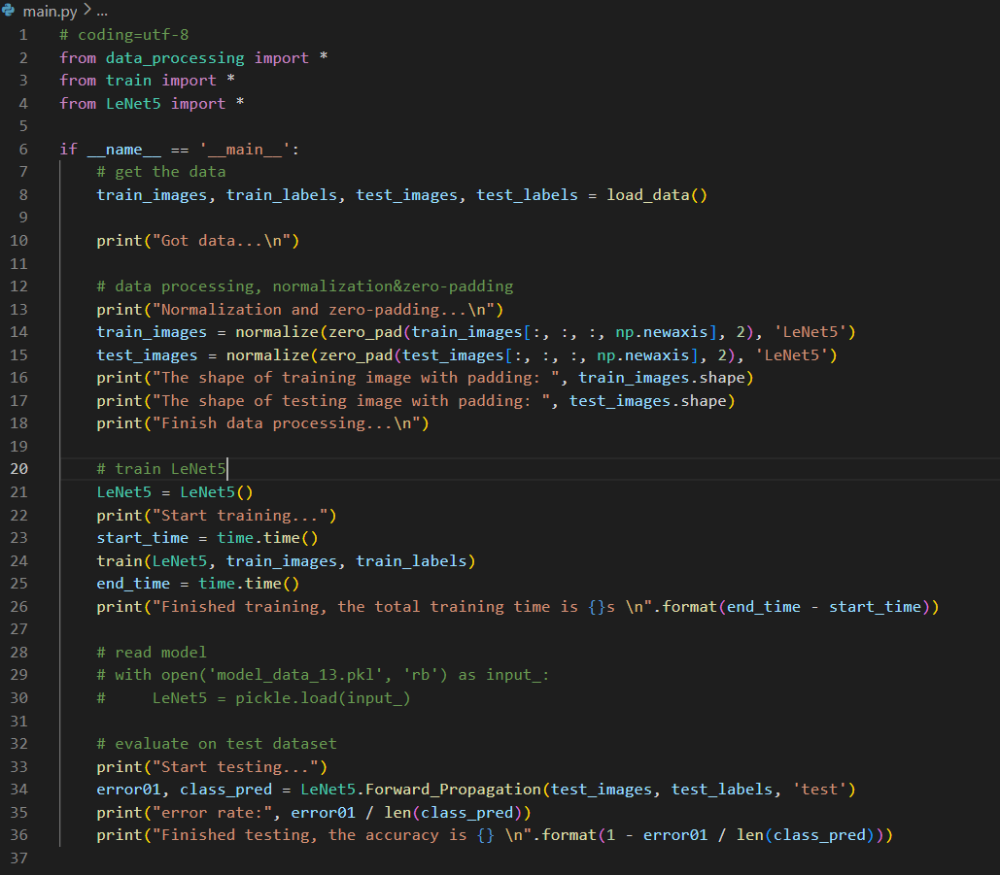 main.py > ...
1 # coding=utf-8
2 from data_processing import *
3 from train import *
4 from LeNet5 import *
5
6 if __name__ == '__main__':
7     # get the data
8     train_images, train_labels, test_images, test_labels = load_data()
9
10     print("Got data...\n")
11
12     # data processing, normalization&zero-padding
13     print("Normalization and zero-padding...\n")
14     train_images = normalize(zero_pad(train_images[:, :, :, np.newaxis], 2), 'LeNet5')
15     test_images = normalize(zero_pad(test_images[:, :, :, np.newaxis], 2), 'LeNet5')
16     print("The shape of training image with padding: ", train_images.shape)
17     print("The shape of testing image with padding: ", test_images.shape)
18     print("Finish data processing...\n")
19
20     # train LeNet5
21     LeNet5 = LeNet5()
22     print("Start training...")
23     start_time = time.time()
24     train(LeNet5, train_images, train_labels)
25     end_time = time.time()
26     print("Finished training, the total training time is {}s \n".format(end_time - start_time))
27
28     # read model
29     # with open('model_data_13.pkl', 'rb') as input_:
30     #     LeNet5 = pickle.load(input_)
31
32     # evaluate on test dataset
33     print("Start testing...")
34     error01, class_pred = LeNet5.Forward_Propagation(test_images, test_labels, 'test')
35     print("error rate:", error01 / len(class_pred))
36     print("Finished testing, the accuracy is {} \n".format(1 - error01 / len(class_pred)))
37